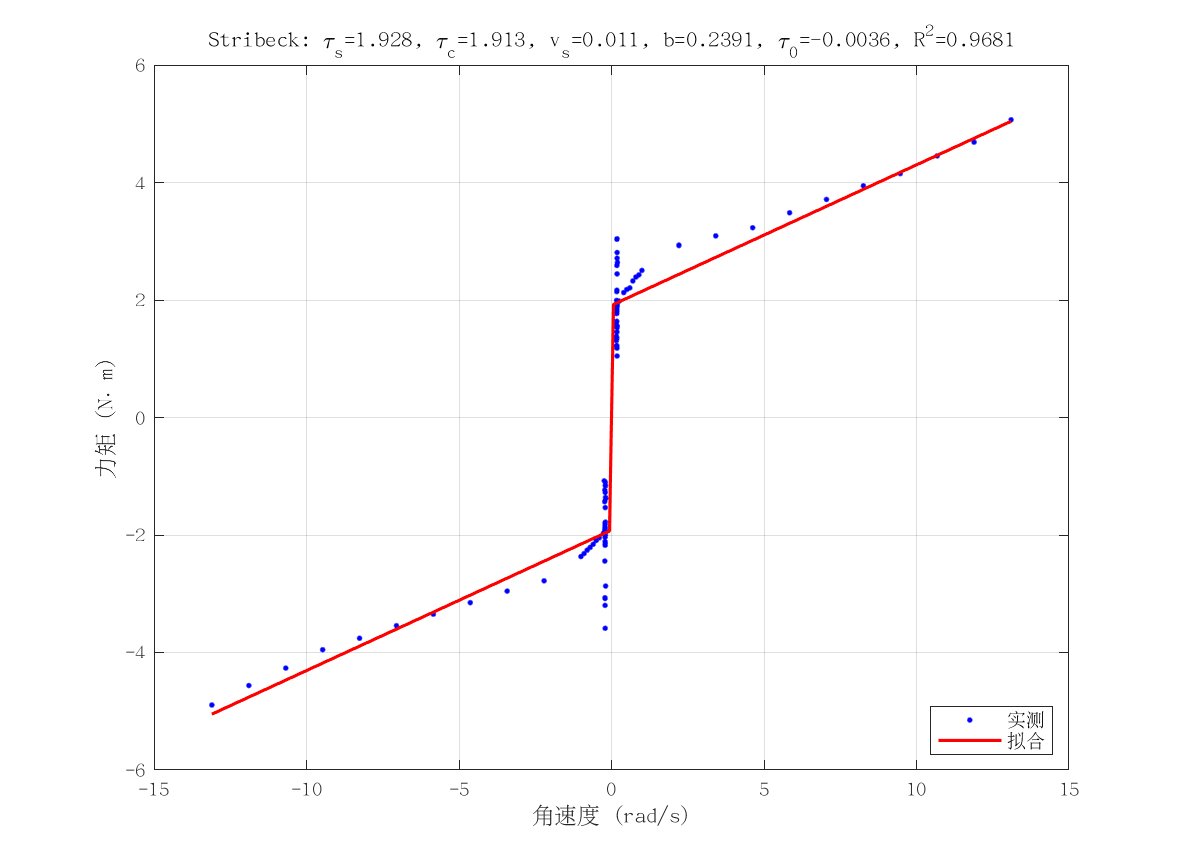 Stribeck: τs=1.928, τc=1.913, vs=0.011, b=0.2391, τ0=-0.0036, R2=0.9681
6
4
2
0
-2
-4
-6
力矩 (N· m)
-15
-10
-5
0
5
10
15
角速度 (rad/s)
实测
拟合